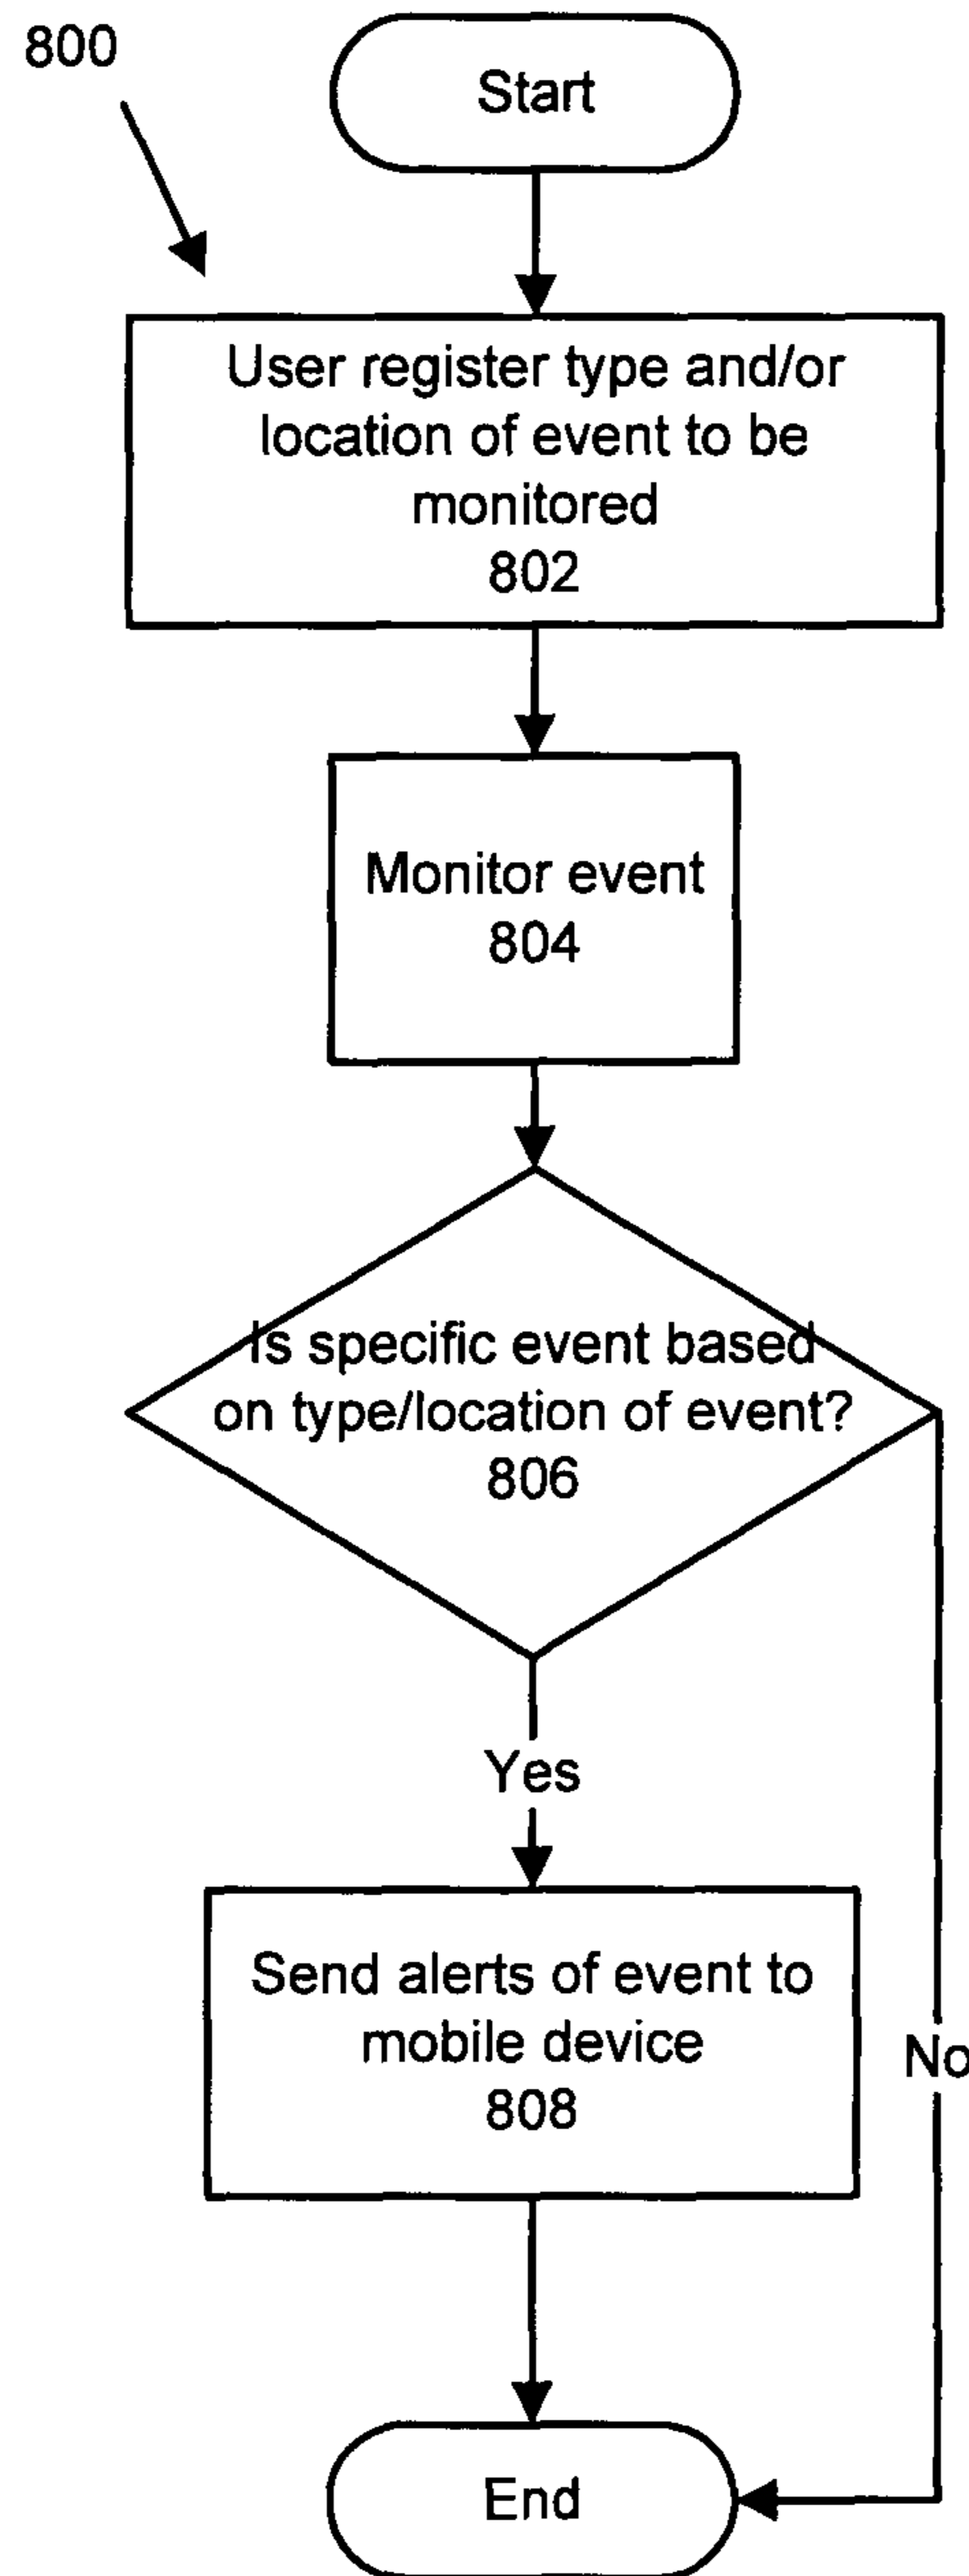 800
Start
User register type and/or
location of event to be
monitored
802
Monitor event
804
Is specific event based
on type/location of event?
806
Yes
Send alerts of event to
mobile device
808
No
End